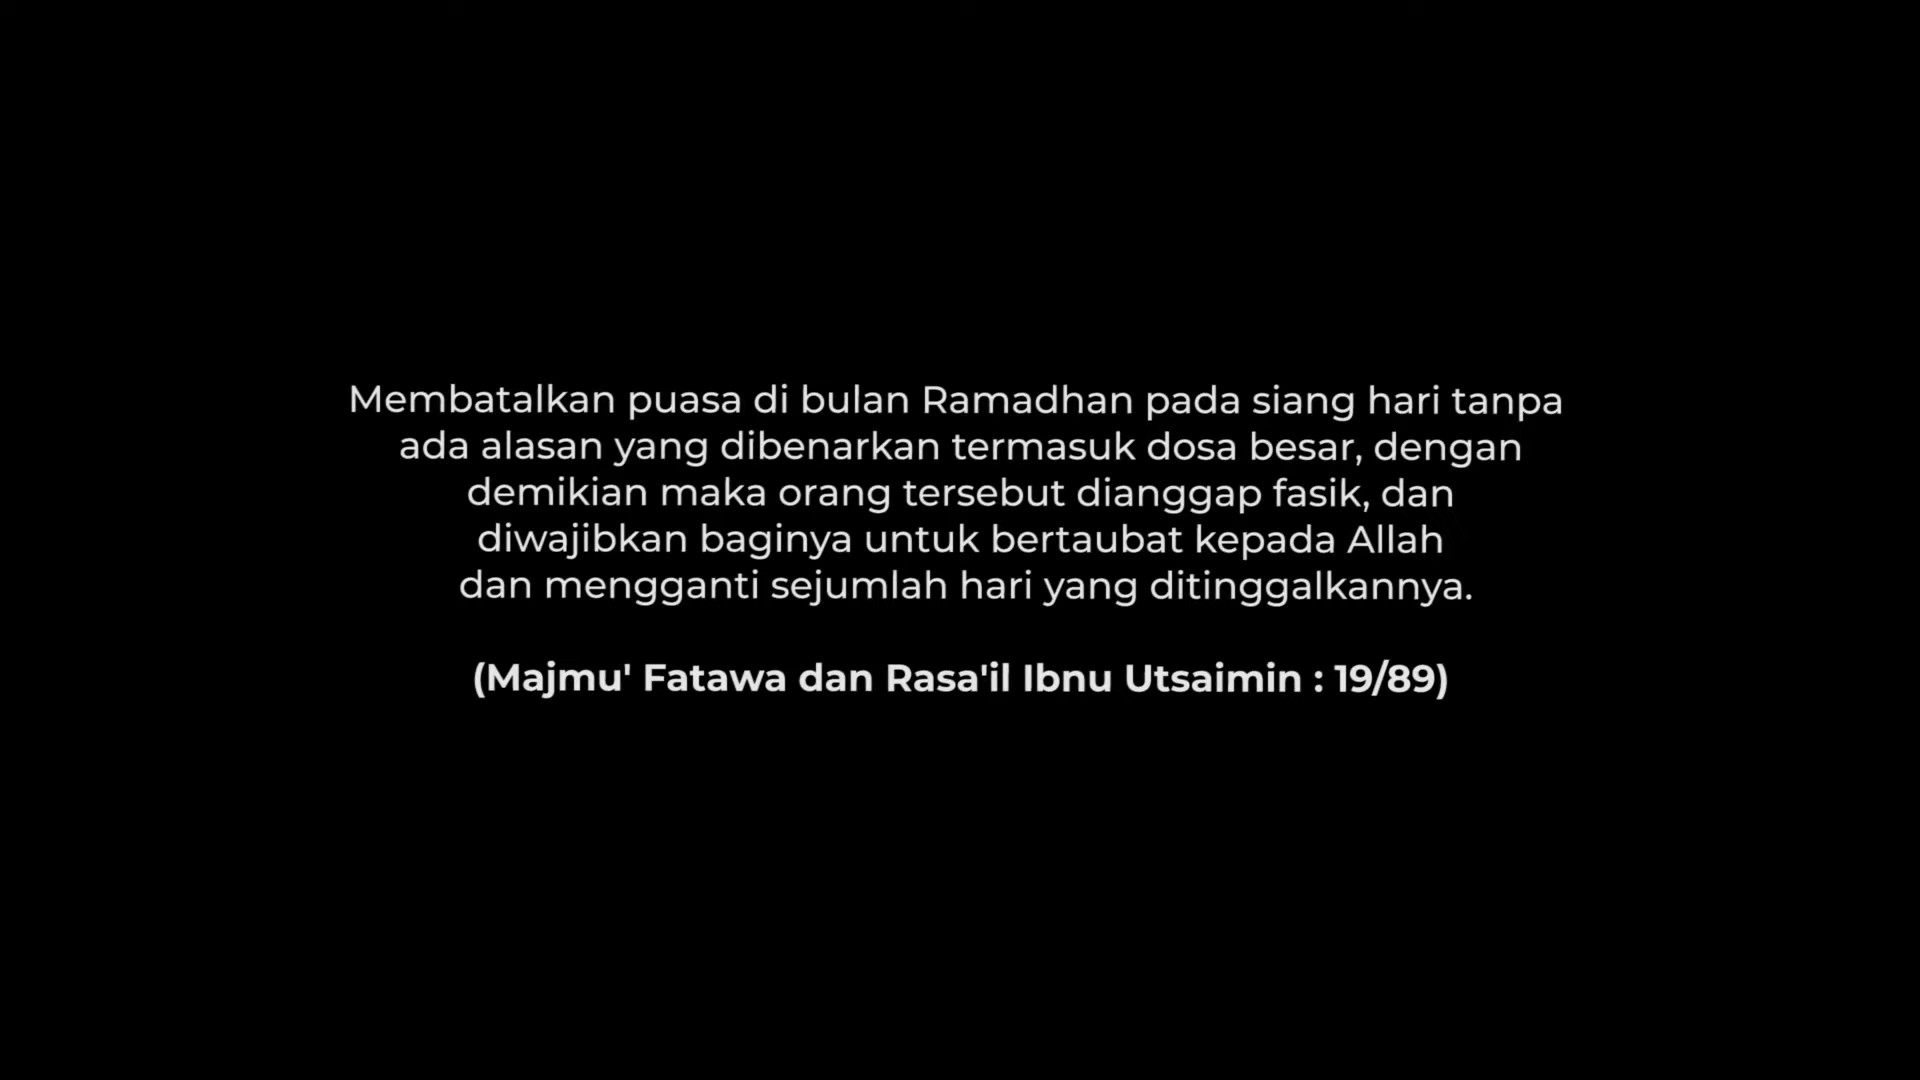 Membatalkan puasa di bulan Ramadhan pada siang hari tanpa
ada alasan yang dibenarkan termasuk dosa besar, dengan
demikian maka orang tersebut dianggap fasik, dan
diwajibkan baginya untuk bertaubat kepada Allah
dan mengganti sejumlah hari yang ditinggalkannya.
(Majmu' Fatawa dan Rasa'il Ibnu Utsaimin : 19/89)